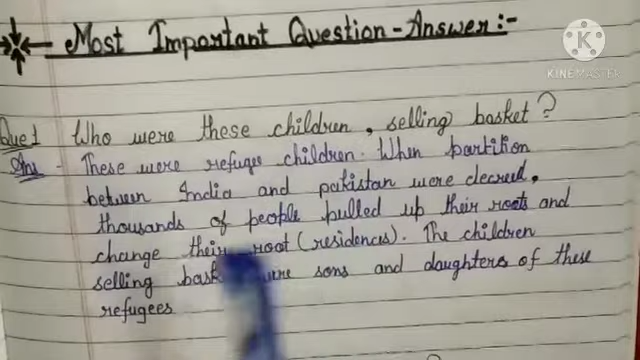 Most Important Question-Answer:-
KINEMASTER
Que 1 Who were these children, selling basket?
Ans - These were refugee children. When partition
between India and pakistan were decreed,
thousands of people pulled up their roots and
change their root (residences). The children
selling were sons and daughters of these
refugees